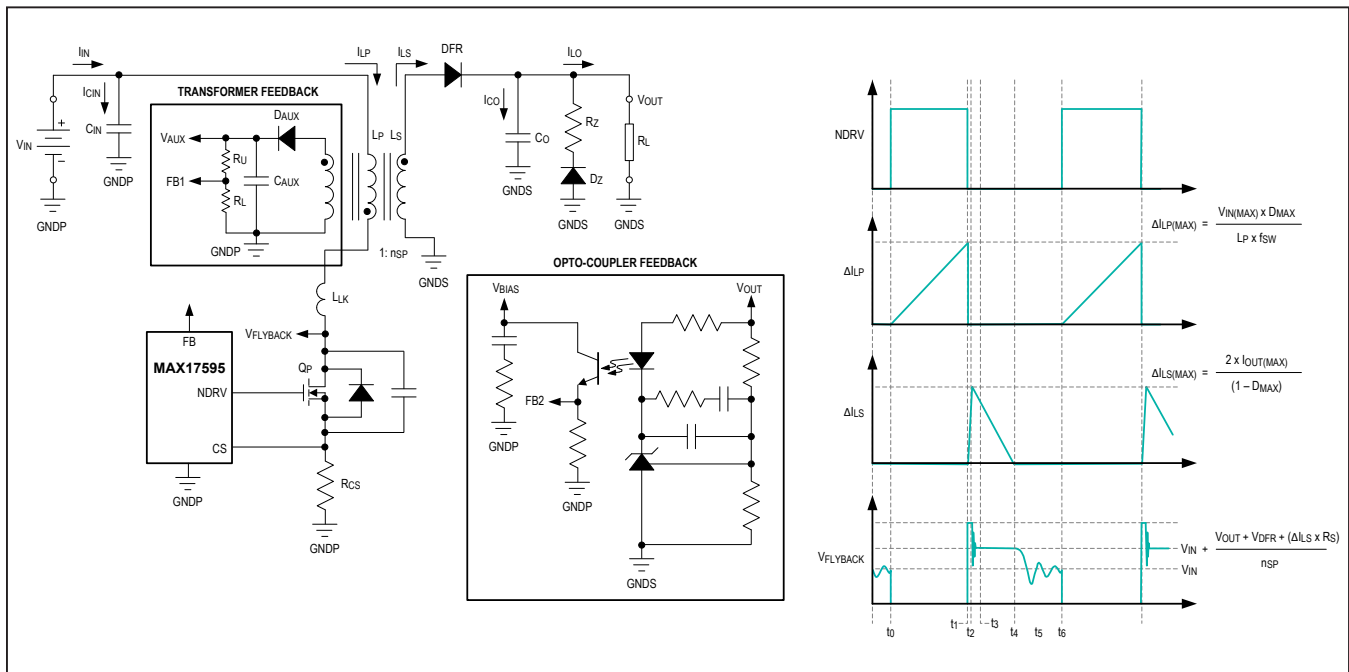 IIN
ILP
ILS
DFR
ILO
ICIN
TRANSFORMER FEEDBACK
DAUX
LP LS
ICO
VOUT
VIN
+
−
CIN
VAUX
RU
CAUX
FB1
RL
CO
RZ
RL
DZ
GNDP
GNDP
GNDP
GNDS
GNDS
GNDS
1: nSP
GNDS
LLK
VFLYBACK
FB
MAX17595
NDRV
QP
CS
GNDP
RCS
GNDP
OPTO-COUPLER FEEDBACK
VBIAS
VOUT
FB2
GNDP
GNDP
GNDS
NDRV
ΔILP
ΔILP(MAX) = VIN(MAX) x DMAX
LP x fSW
ΔILS
ΔILS(MAX) = 2 x IOUT(MAX)
(1 – DMAX)
VFLYBACK
VIN + VOUT + VDFR + (ΔILS x RS)
nSP
VIN
t0 t1 t2 t3 t4 t5 t6